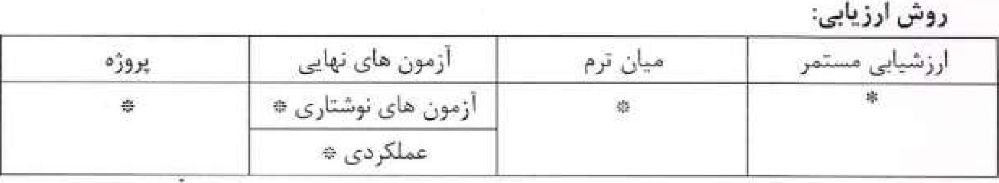 روش ارزیابی:
ارزشیابی مستمر میان ترم آزمون های نهایی پروژه
* * آزمون های نوشتاری * *
عملکردی *